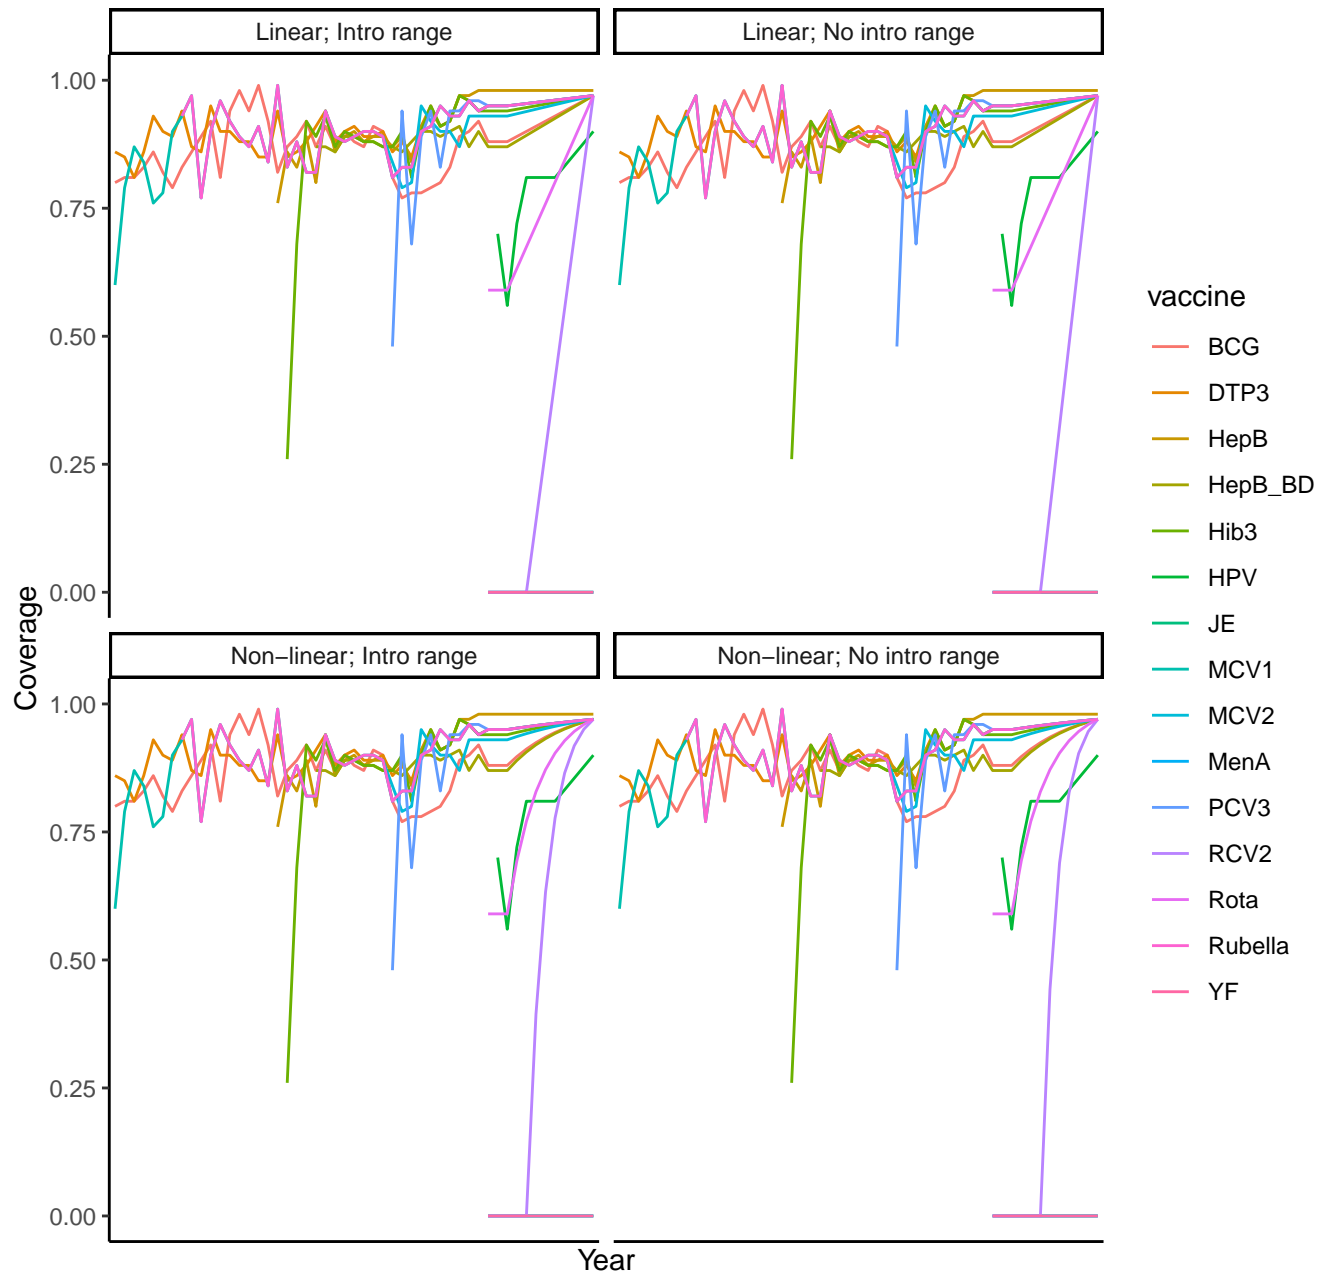 Linear; Intro range
Linear; No intro range
1.00
0.75
0.50
0.25
0.00
Non−linear; Intro range
Non−linear; No intro range
1.00
0.75
0.50
0.25
0.00
Coverage
Year
vaccine
BCG
DTP3
HepB
HepB_BD
Hib3
HPV
JE
MCV1
MCV2
MenA
PCV3
RCV2
Rota
Rubella
YF